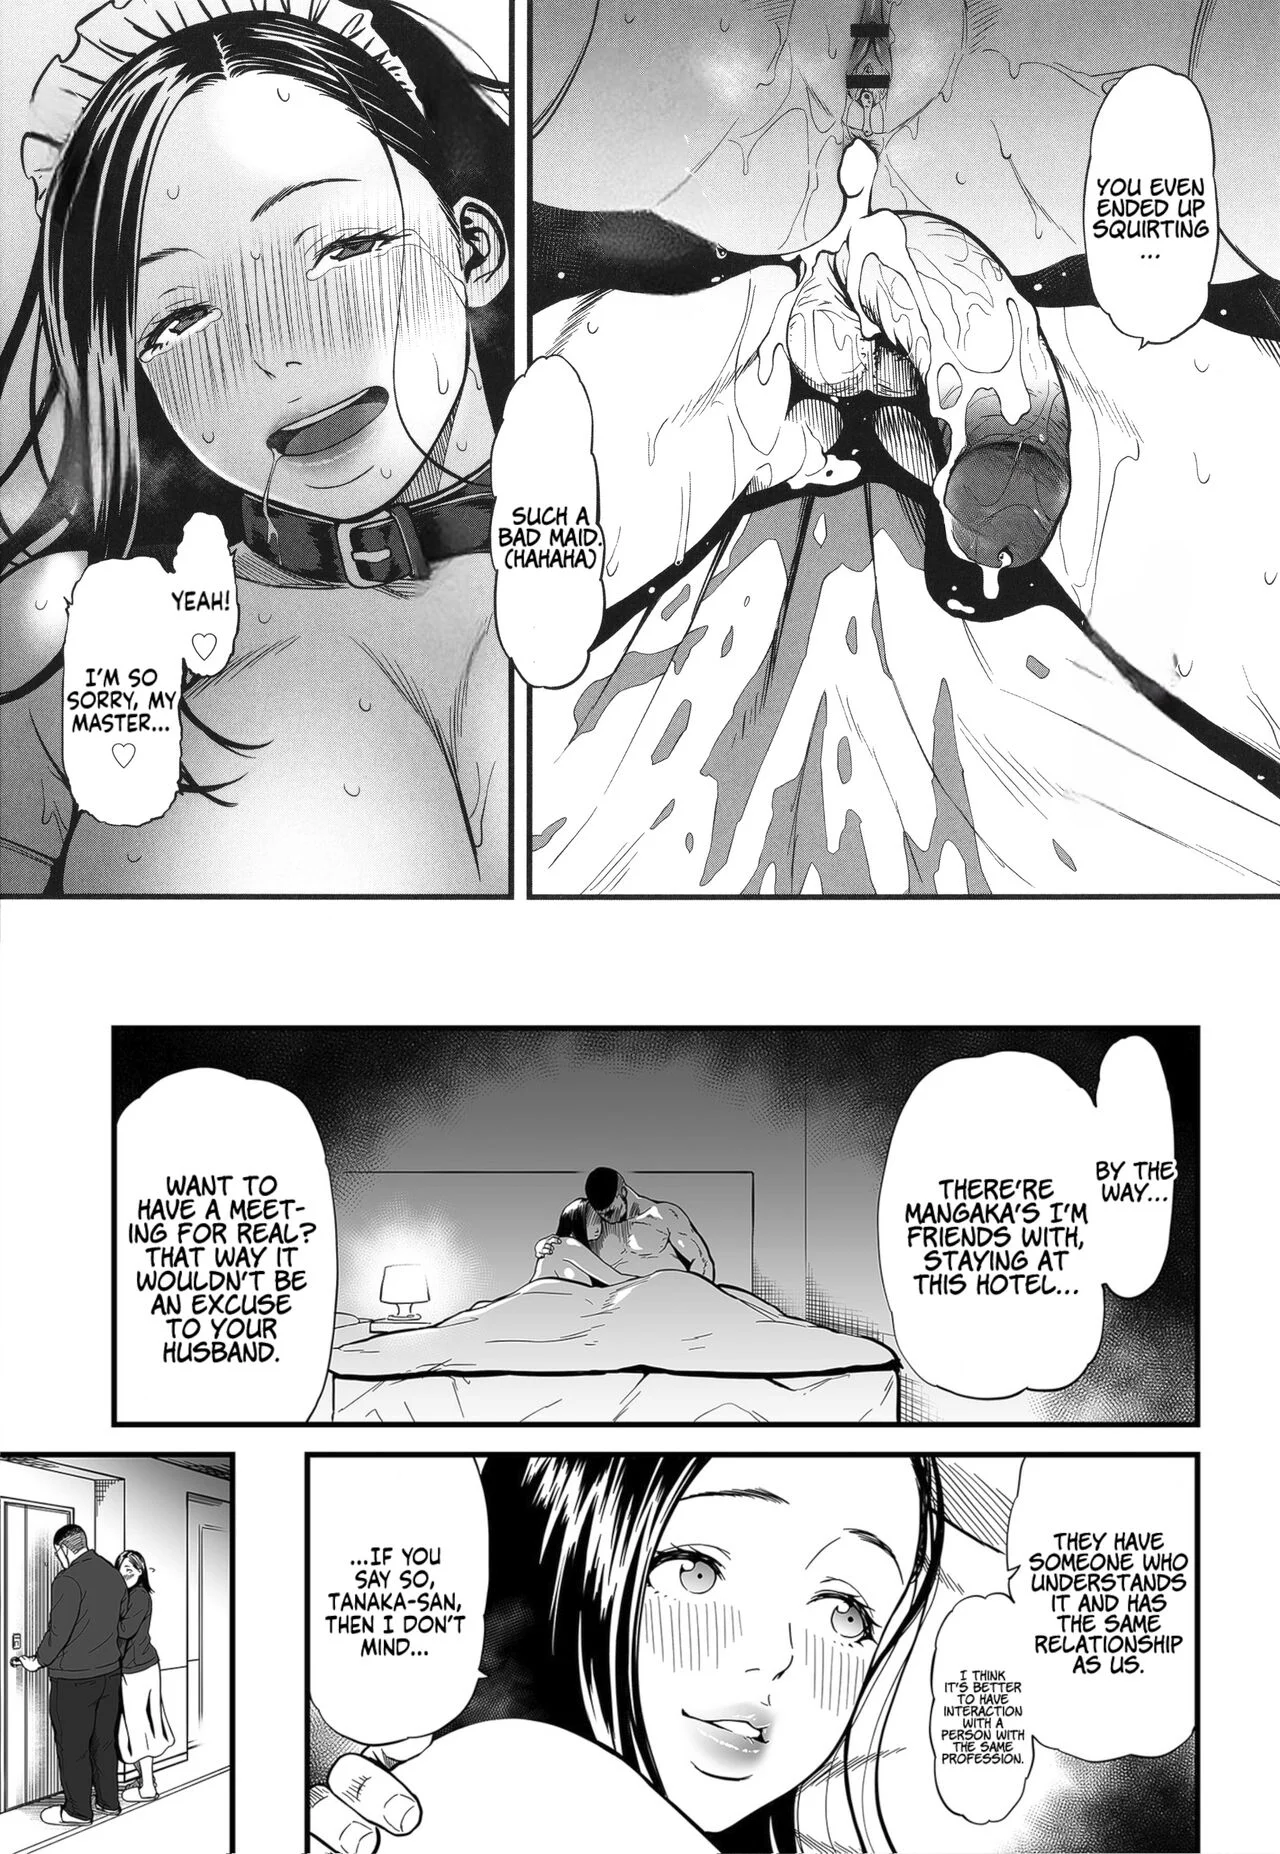 YOU EVEN
ENDED UP
SQUIRTING
...
SUCH A
BAD MAID.
(HAHAHA)
YEAH!
♡
I'M SO
SORRY, MY
MASTER...
♡
BY THE
WAY...
THERE'RE
MANGAKA'S I'M
FRIENDS WITH,
STAYING AT
THIS HOTEL...
WANT TO
HAVE A MEET-
ING FOR REAL?
THAT WAY IT
WOULDN'T BE
AN EXCUSE
TO YOUR
HUSBAND.
THEY HAVE
SOMEONE WHO
UNDERSTANDS
IT AND HAS
THE SAME
RELATIONSHIP
AS US.
I THINK
IT'S BETTER
TO HAVE
INTERACTION
WITH A
PERSON WITH
THE SAME
PROFESSION.
...IF YOU
SAY SO,
TANAKA-SAN,
THEN I DON'T
MIND...